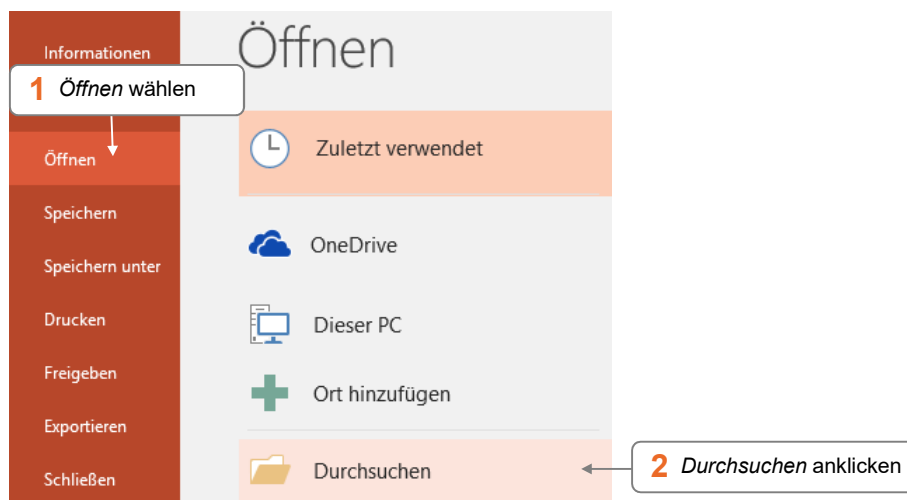 Informationen
1 Öffnen wählen
Öffnen
Speichern
Speichern unter
Drucken
Freigeben
Exportieren
Schließen
Öffnen
Zuletzt verwendet
OneDrive
Dieser PC
Ort hinzufügen
Durchsuchen
2 Durchsuchen anklicken